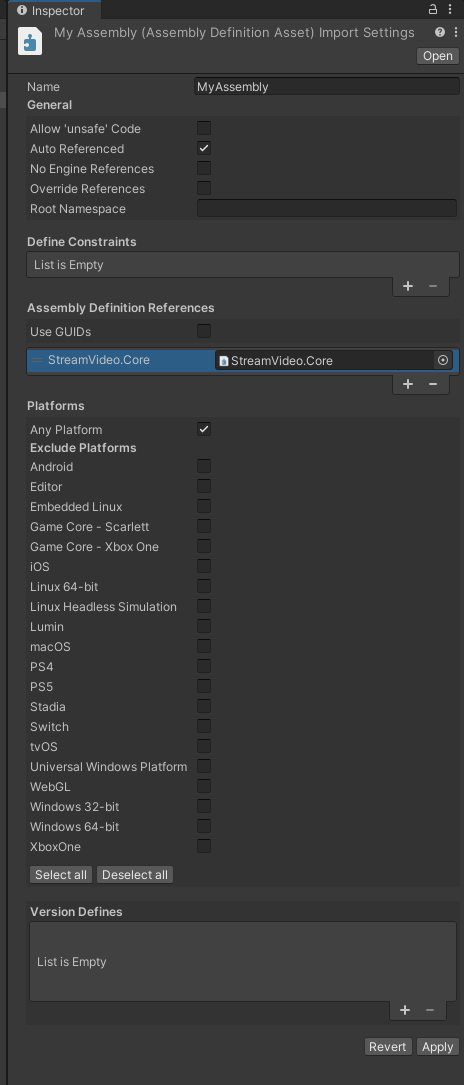 Inspector
My Assembly (Assembly Definition Asset) Import Settings
Open
Name MyAssembly
General
Allow 'unsafe' Code
Auto Referenced
No Engine References
Override References
Root Namespace
Define Constraints
List is Empty
Assembly Definition References
Use GUIDs
StreamVideo.Core StreamVideo.Core
Platforms
Any Platform
Exclude Platforms
Android
Editor
Embedded Linux
Game Core - Scarlett
Game Core - Xbox One
iOS
Linux 64-bit
Linux Headless Simulation
Lumin
macOS
PS4
PS5
Stadia
Switch
tvOS
Universal Windows Platform
WebGL
Windows 32-bit
Windows 64-bit
XboxOne
Select all Deselect all
Version Defines
List is Empty
Revert Apply